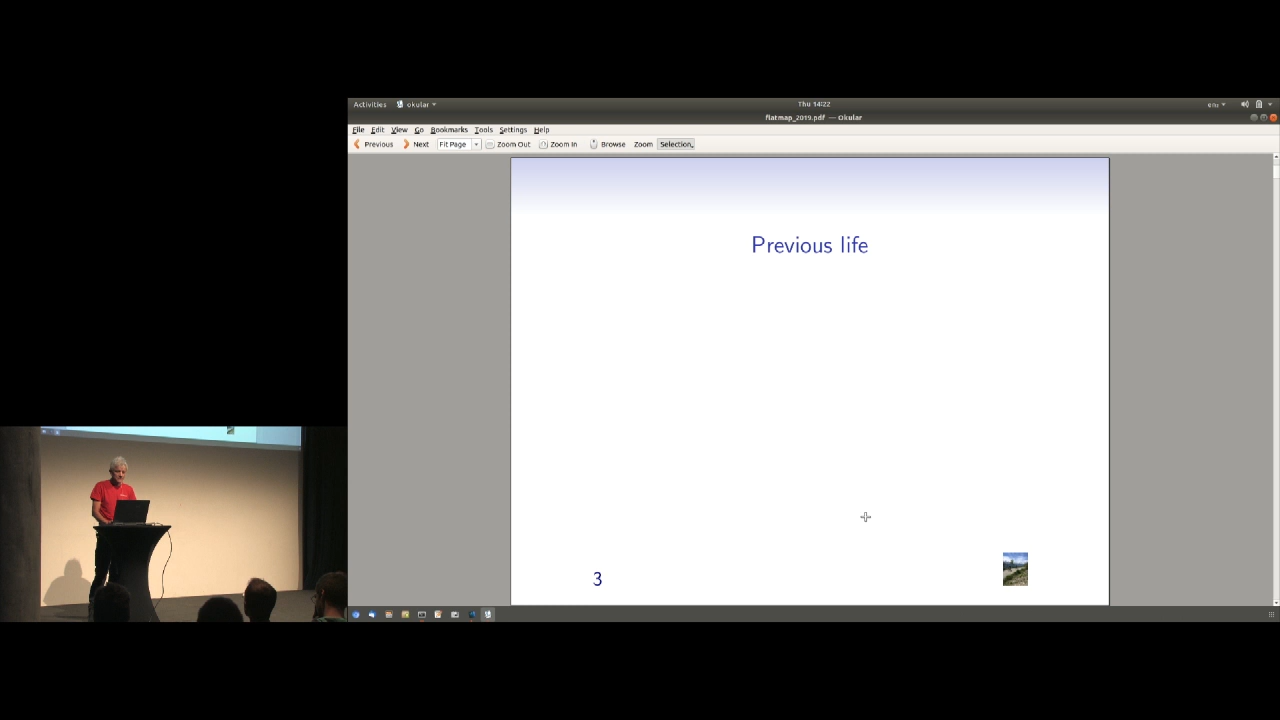 Activities okular Thu 14:22 en₁
flatmap_2019.pdf — Okular
File Edit View Go Bookmarks Tools Settings Help
Previous Next Fit Page Zoom Out Zoom In Browse Zoom Selection
Previous life
3